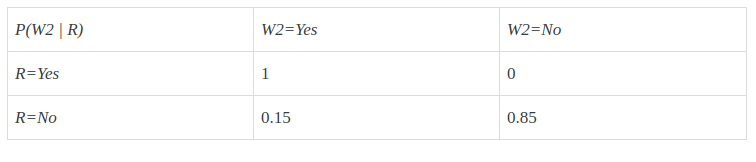 P(W2 | R) W2=Yes W2=No
R=Yes 1 0
R=No 0.15 0.85